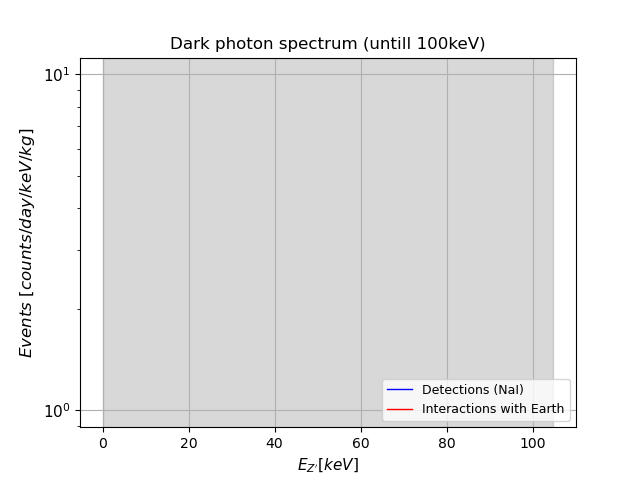 Dark photon spectrum (untill 100keV)
Events [counts/day/keV/kg]
10¹
10⁰
0 20 40 60 80 100
E_{Z'}[keV]
Detections (NaI)
Interactions with Earth